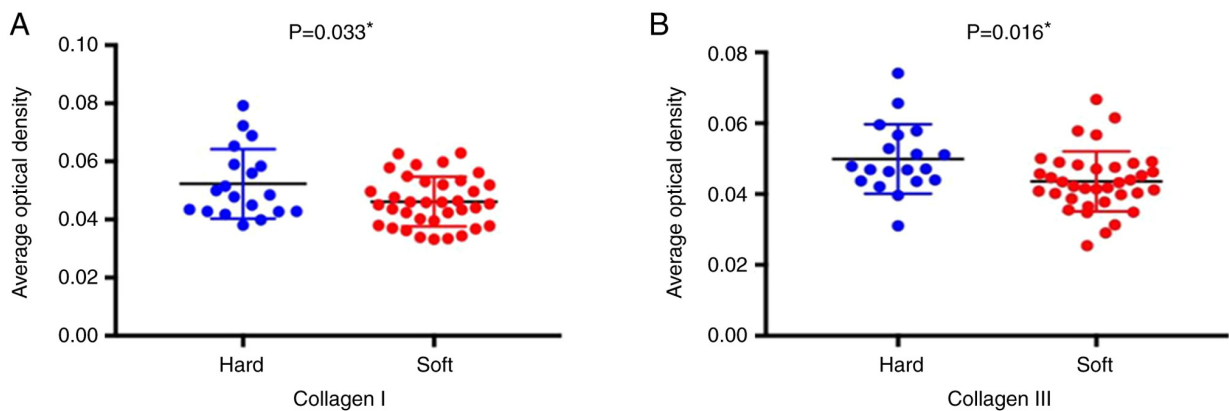 A
P=0.033*
Average optical density
0.10
0.08
0.06
0.04
0.02
0.00
Hard
Soft
Collagen I
B
P=0.016*
Average optical density
0.08
0.06
0.04
0.02
0.00
Hard
Soft
Collagen III